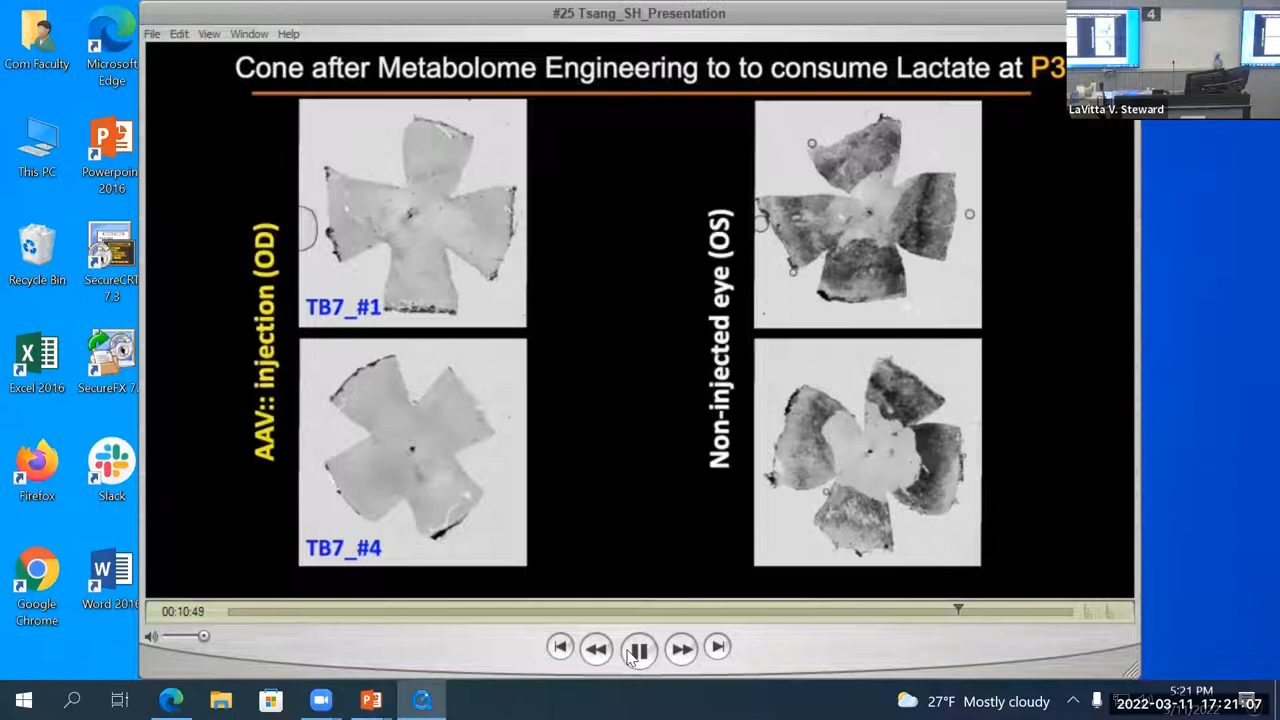 #25 Tsang_SH_Presentation
File Edit View Window Help
Cone after Metabolome Engineering to to consume Lactate at P3
AAV:: injection (OD)
TB7_#1
TB7_#4
Non-injected eye (OS)
00:10:49
Com Faculty
Microsoft
Edge
This PC
Powerpoin
2016
Recycle Bin
SecureCRT
7.3
Excel 2016
SecureFX 7.
Firefox
Slack
Google
Chrome
Word 2016
4
LaVitta V. Steward
27°F Mostly cloudy
5:21 PM
2022-03-11 17:21:07